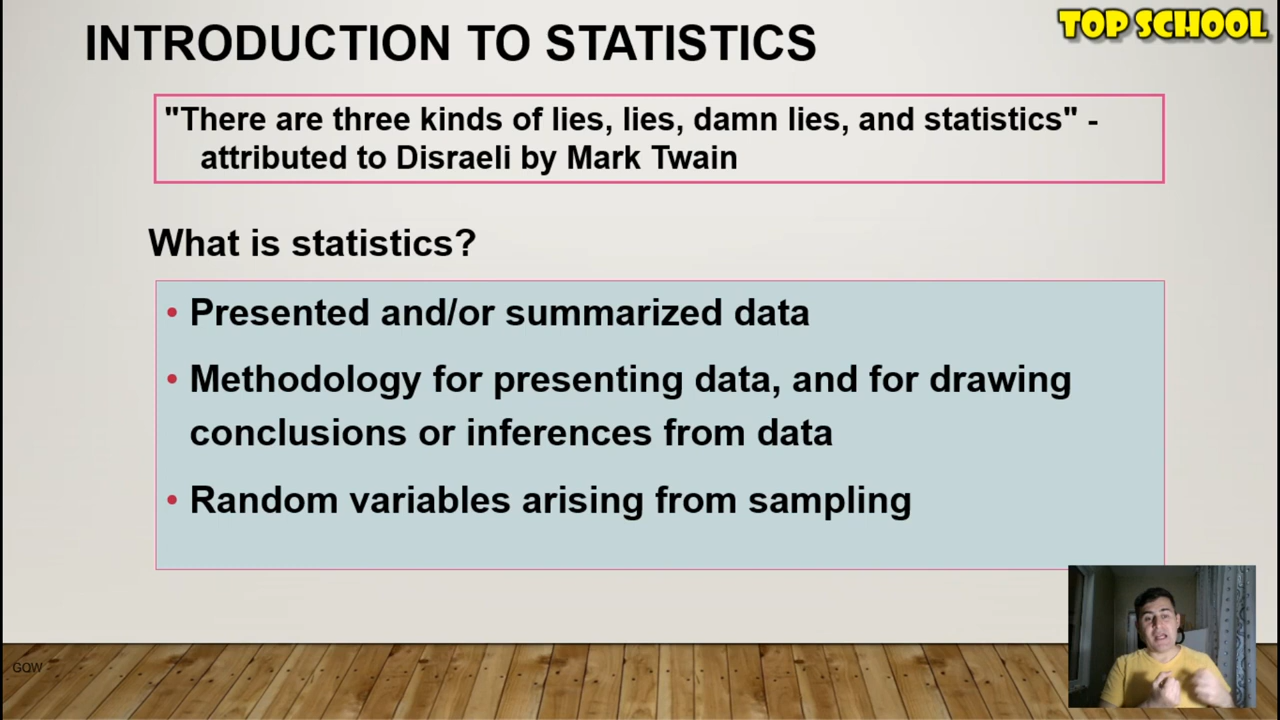 INTRODUCTION TO STATISTICS
TOP SCHOOL
"There are three kinds of lies, lies, damn lies, and statistics" -
attributed to Disraeli by Mark Twain
What is statistics?
• Presented and/or summarized data
• Methodology for presenting data, and for drawing
conclusions or inferences from data
• Random variables arising from sampling
GQW